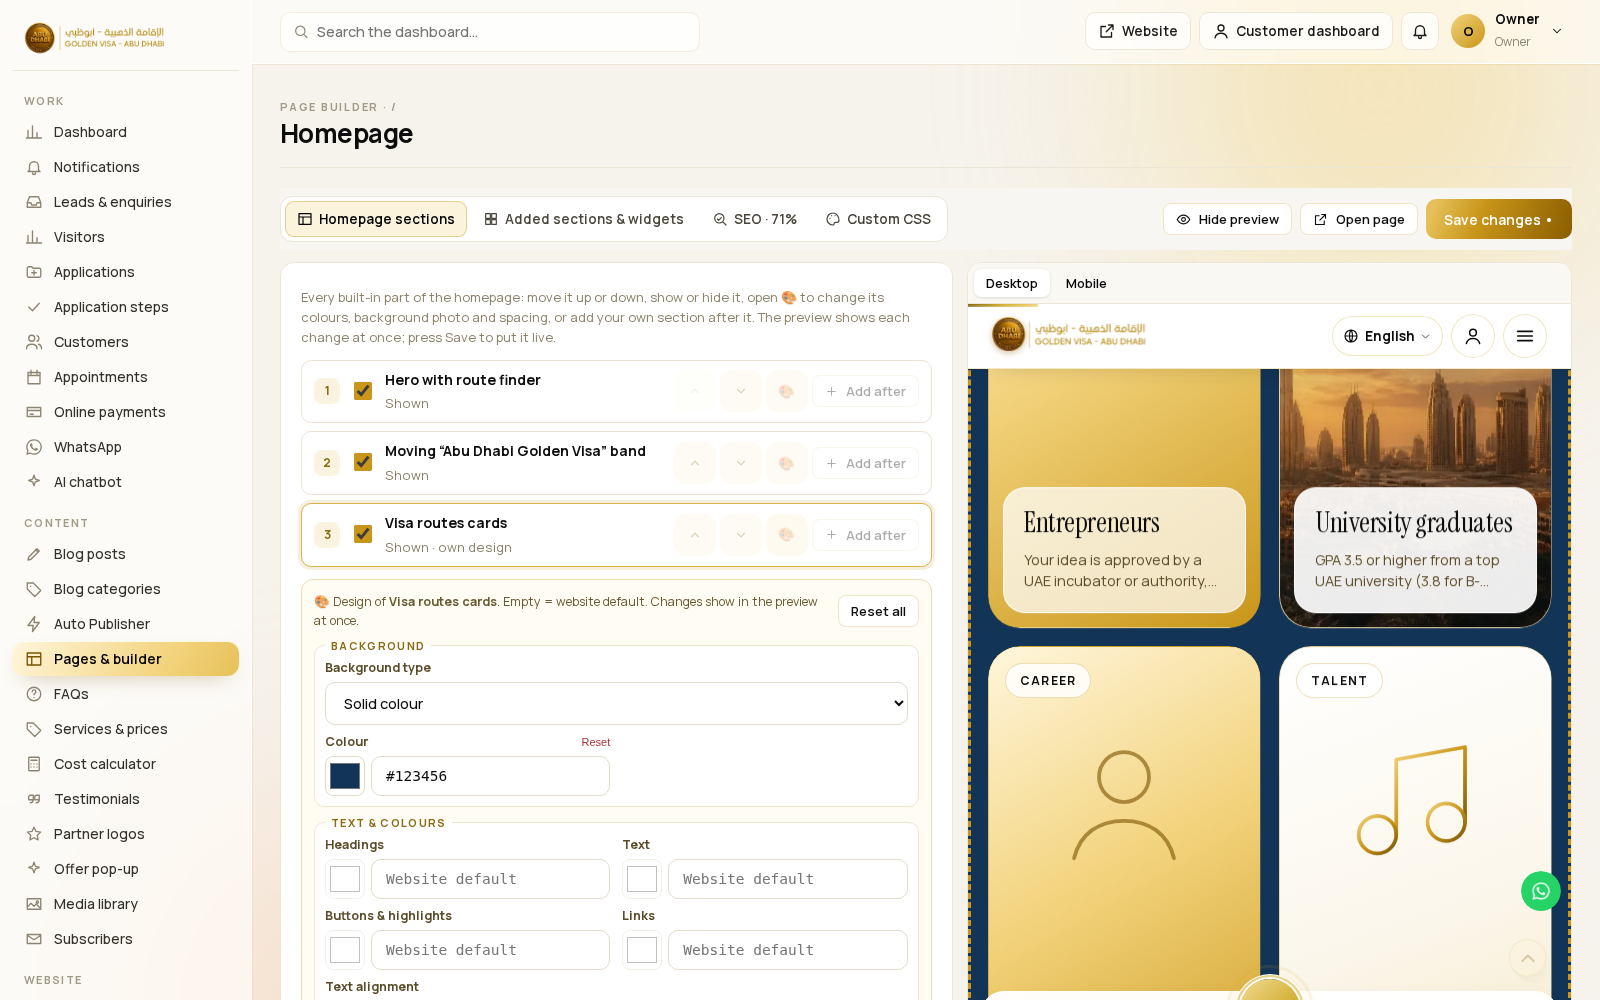 ABU DHABI
الإقامة الذهبية - ابوظبي
GOLDEN VISA - ABU DHABI
Search the dashboard...
Website
Customer dashboard
O
Owner
Owner
WORK
Dashboard
Notifications
Leads & enquiries
Visitors
Applications
Application steps
Customers
Appointments
Online payments
WhatsApp
AI chatbot
CONTENT
Blog posts
Blog categories
Auto Publisher
Pages & builder
FAQs
Services & prices
Cost calculator
Testimonials
Partner logos
Offer pop-up
Media library
Subscribers
WEBSITE
PAGE BUILDER · /
Homepage
Homepage sections
Added sections & widgets
SEO · 71%
Custom CSS
Hide preview
Open page
Save changes •
Every built-in part of the homepage: move it up or down, show or hide it, open 🎨 to change its
colours, background photo and spacing, or add your own section after it. The preview shows each
change at once; press Save to put it live.
1
Hero with route finder
Shown
+ Add after
2
Moving “Abu Dhabi Golden Visa” band
Shown
+ Add after
3
Visa routes cards
Shown · own design
+ Add after
🎨 Design of Visa routes cards. Empty = website default. Changes show in the preview
at once.
Reset all
BACKGROUND
Background type
Solid colour
Colour
Reset
#123456
TEXT & COLOURS
Headings
Text
Website default
Website default
Buttons & highlights
Links
Website default
Website default
Text alignment
Desktop
Mobile
ABU DHABI
الإقامة الذهبية - ابوظبي
GOLDEN VISA - ABU DHABI
English
Entrepreneurs
Your idea is approved by a
UAE incubator or authority,...
University graduates
GPA 3.5 or higher from a top
UAE university (3.8 for B-...
CAREER
TALENT